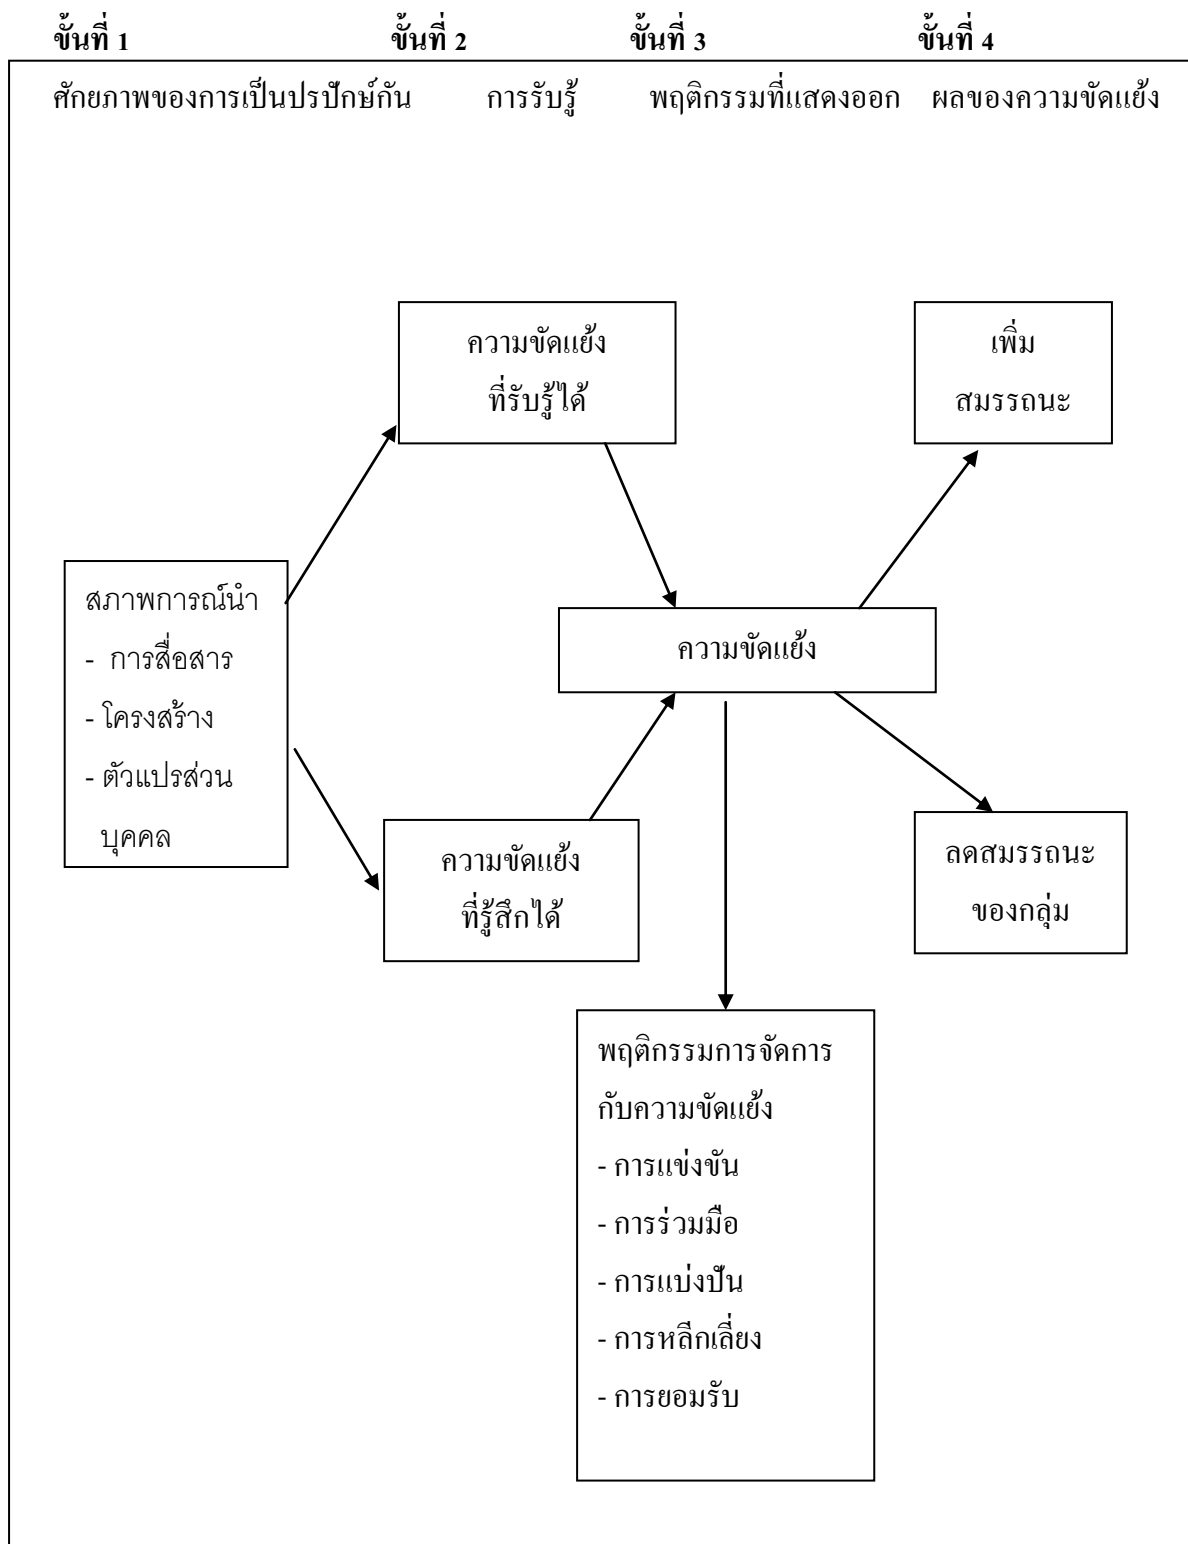 ขั้นที่ 1 ขั้นที่ 2 ขั้นที่ 3 ขั้นที่ 4
ศักยภาพของการเป็นปรปักษ์กัน การรับรู้ พฤติกรรมที่แสดงออก ผลของความขัดแย้ง
ความขัดแย้ง
ที่รับรู้ได้
เพิ่ม
สมรรถนะ
สภาพการณ์นำ
- การสื่อสาร
- โครงสร้าง
- ตัวแปรส่วน
บุคคล
ความขัดแย้ง
ความขัดแย้ง
ที่รู้สึกได้
ลดสมรรถนะ
ของกลุ่ม
พฤติกรรมการจัดการ
กับความขัดแย้ง
- การแข่งขัน
- การร่วมมือ
- การแบ่งปัน
- การหลีกเลี่ยง
- การยอมรับ